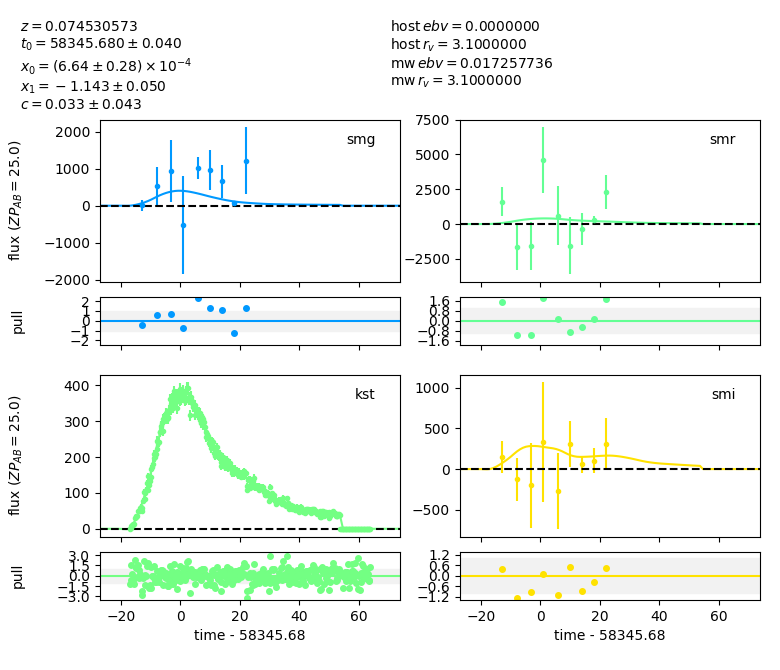 z = 0.074530573
t₀ = 58345.680 ± 0.040
x₀ = (6.64 ± 0.28) × 10⁻⁴
x₁ = −1.143 ± 0.050
c = 0.033 ± 0.043
host ebv = 0.0000000
host r_v = 3.1000000
mw ebv = 0.017257736
mw r_v = 3.1000000
flux (ZP_AB = 25.0)
2000
1000
0
−1000
−2000
smg
7500
5000
2500
0
−2500
smr
pull
2
1
0
−1
−2
1.6
0.8
0.0
−0.8
−1.6
flux (ZP_AB = 25.0)
400
300
200
100
0
kst
1000
500
0
−500
smi
pull
3.0
1.5
0.0
−1.5
−3.0
1.2
0.6
0.0
−0.6
−1.2
−20 0 20 40 60
−20 0 20 40 60
time - 58345.68
time - 58345.68